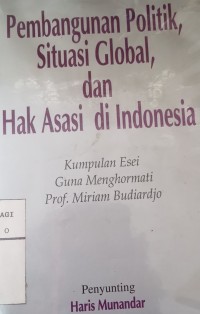 Pembangunan Politik,
Situasi Global,
dan
Hak Asasi di Indonesia
Kumpulan Esei
Guna Menghormati
Prof. Miriam Budiardjo
AGI
O
Penyunting
Haris Munandar